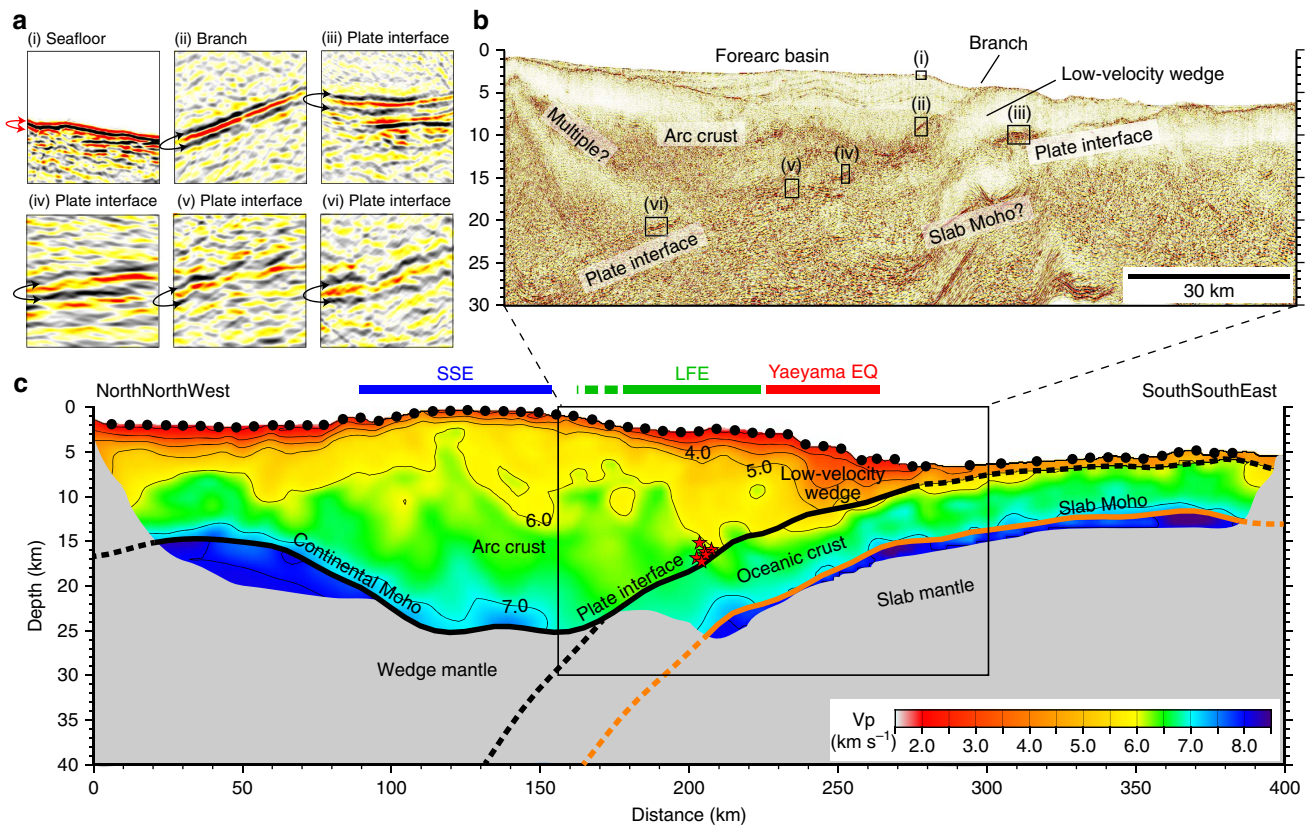 a
(i) Seafloor
(ii) Branch
(iii) Plate interface
(iv) Plate interface
(v) Plate interface
(vi) Plate interface
b
0
5
10
15
20
25
30
Forearc basin
(i)
Branch
Low-velocity wedge
(ii)
(iii)
Multiple?
Arc crust
Plate interface
(v)
(iv)
(vi)
Slab Moho?
Plate interface
30 km
c
NorthNorthWest
SSE
LFE
Yaeyama EQ
SouthSouthEast
0
5
10
15
20
25
30
35
40
Depth (km)
4.0
5.0
Low-velocity
wedge
6.0
Arc crust
Slab Moho
Continental Moho
Plate interface
Oceanic crust
7.0
Slab mantle
Wedge mantle
Vp
(km s⁻¹)
2.0 3.0 4.0 5.0 6.0 7.0 8.0
0 50 100 150 200 250 300 350 400
Distance (km)